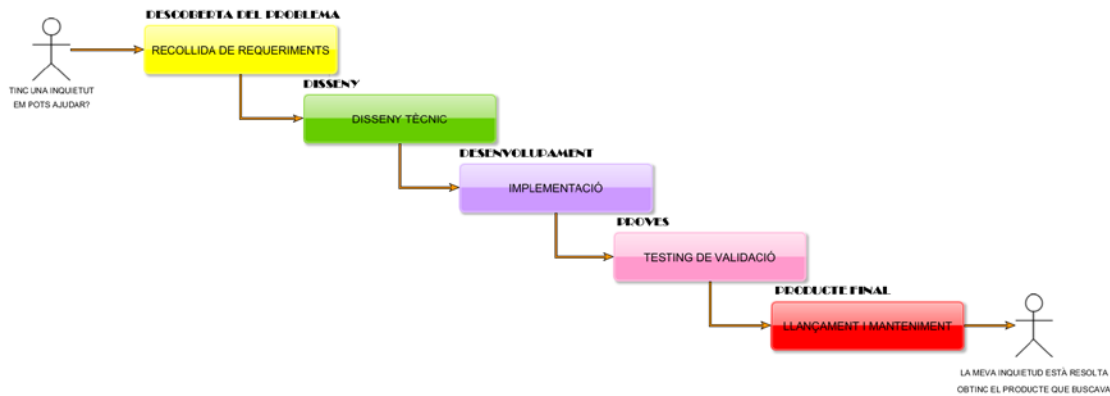 DESCOBERTA DEL PROBLEMA
RECOLLIDA DE REQUERIMENTS
TINC UNA INQUIETUT
EM POTS AJUDAR?
DISSENY
DISSENY TÈCNIC
DESENVOLUPAMENT
IMPLEMENTACIÓ
PROVES
TESTING DE VALIDACIÓ
PRODUCTE FINAL
LLANÇAMENT I MANTENIMENT
LA MEVA INQUIETUD ESTÀ RESOLTA
OBTINC EL PRODUCTE QUE BUSCAVA